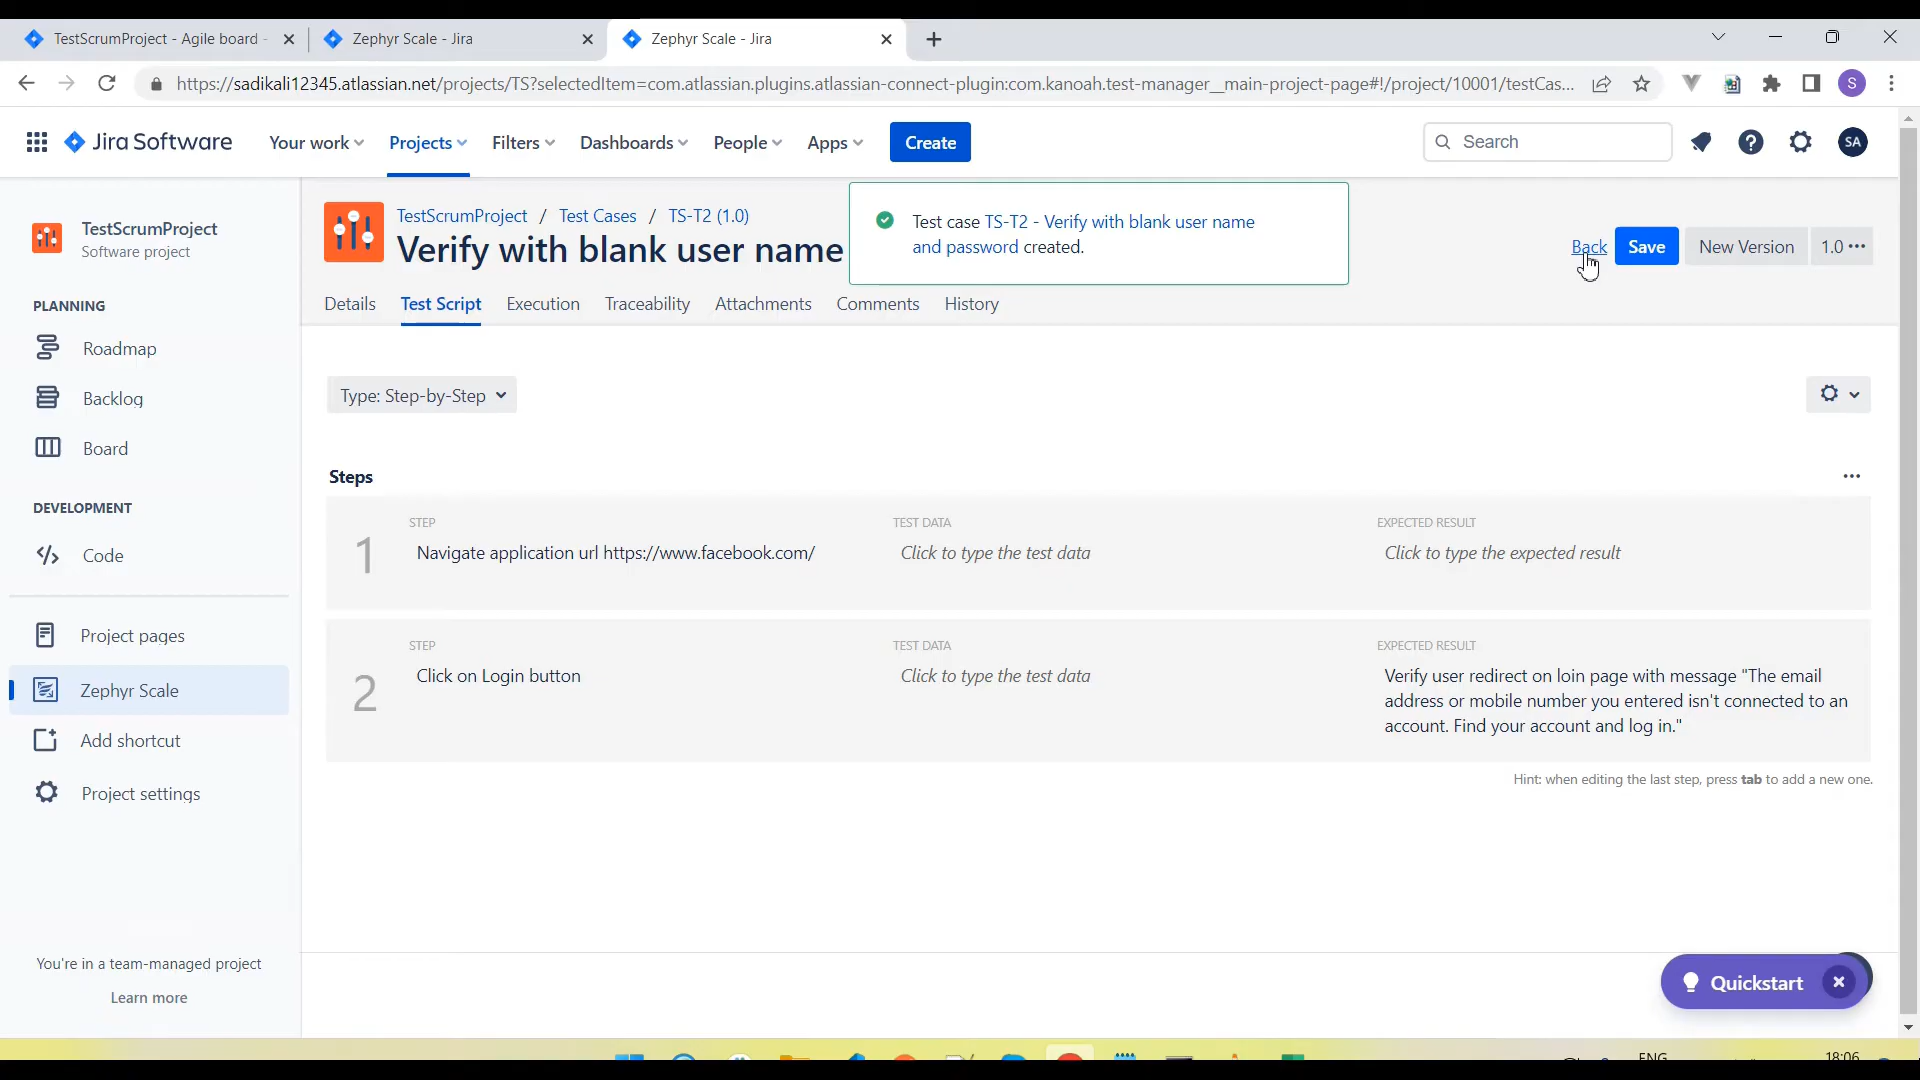 TestScrumProject - Agile board -
Zephyr Scale - Jira
Zephyr Scale - Jira
https://sadikali12345.atlassian.net/projects/TS?selectedItem=com.atlassian.plugins.atlassian-connect-plugin:com.kanoah.test-manager__main-project-page#!/project/10001/testCas...
S
Jira Software
Your work
Projects
Filters
Dashboards
People
Apps
Create
Search
SA
TestScrumProject
Software project
PLANNING
Roadmap
Backlog
Board
DEVELOPMENT
Code
Project pages
Zephyr Scale
Add shortcut
Project settings
You're in a team-managed project
Learn more
TestScrumProject / Test Cases / TS-T2 (1.0)
Verify with blank user name
Test case TS-T2 - Verify with blank user name
and password created.
Back
Save
New Version
1.0 •••
Details
Test Script
Execution
Traceability
Attachments
Comments
History
Type: Step-by-Step
Steps
STEP
TEST DATA
EXPECTED RESULT
1
Navigate application url https://www.facebook.com/
Click to type the test data
Click to type the expected result
STEP
TEST DATA
EXPECTED RESULT
2
Click on Login button
Click to type the test data
Verify user redirect on loin page with message "The email
address or mobile number you entered isn't connected to an
account. Find your account and log in."
Hint: when editing the last step, press tab to add a new one.
Quickstart
ENG
18:06